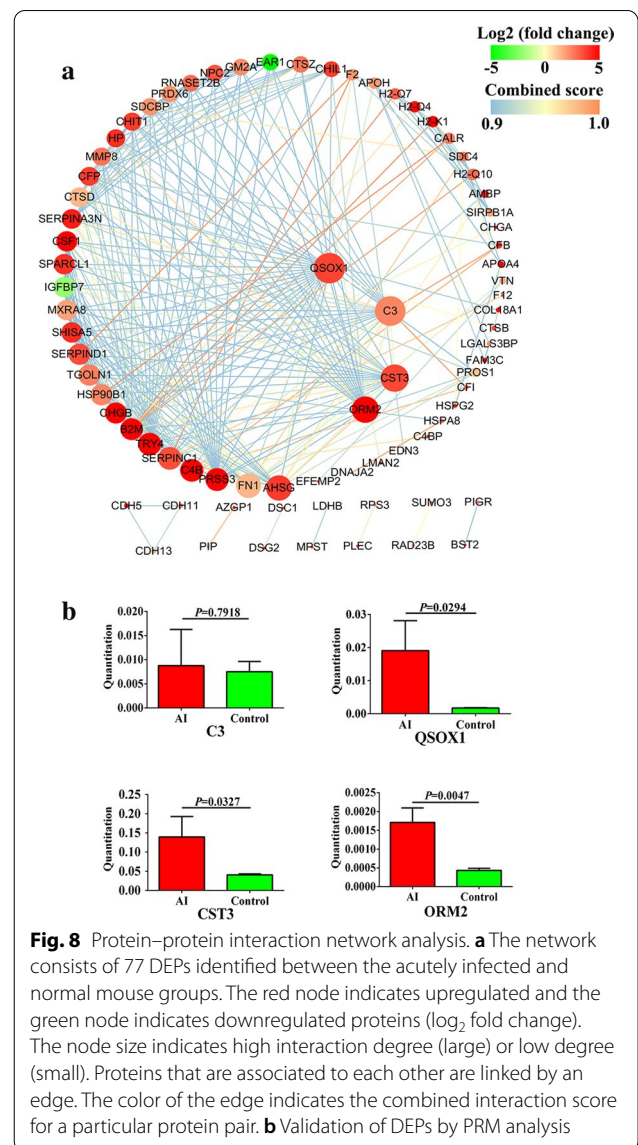 Log2 (fold change)
-5 0 5
Combined score
0.9 1.0
a
EAR1
CTSZ
CHIL1
F2
APOH
H2-Q7
H2-Q4
H2-K1
CALR
SDC4
H2-Q10
AMBP
SIRPB1A
CHGA
CFB
APOA4
VTN
F12
COL18A1
CTSB
LGALS3BP
FAM3C
PROS1
CFI
HSPG2
HSPA8
C4BP
EDN3
LMAN2
DNAJA2
EFEMP2
AHSG
FN1
PRSS3
C4B
SERPINC1
TRY4
B2M
CHGB
HSP90B1
TGOLN1
SERPIND1
SHISA5
MXRA8
IGFBP7
SPARCL1
CSF1
SERPINA3N
CTSD
CFP
MMP8
HP
CHIT1
SDCBP
PRDX6
RNASET2B
NPC2
GM2A
QSOX1
C3
CST3
ORM2
CDH5 CDH11 AZGP1 DSC1 LDHB RPS3 SUMO3 PIGR
CDH13 PIP DSG2 MPST PLEC RAD23B BST2
b
Quantitation
0.020
0.015
0.010
0.005
0.000
P=0.7918
AI Control
C3
Quantitation
0.03
0.02
0.01
0.00
P=0.0294
AI Control
QSOX1
Quantitation
0.25
0.20
0.15
0.10
0.05
0.00
P=0.0327
AI Control
CST3
Quantitation
0.0025
0.0020
0.0015
0.0010
0.0005
0.0000
P=0.0047
AI Control
ORM2
Fig. 8 Protein–protein interaction network analysis. a The network
consists of 77 DEPs identified between the acutely infected and
normal mouse groups. The red node indicates upregulated and the
green node indicates downregulated proteins (log2 fold change).
The node size indicates high interaction degree (large) or low degree
(small). Proteins that are associated to each other are linked by an
edge. The color of the edge indicates the combined interaction score
for a particular protein pair. b Validation of DEPs by PRM analysis